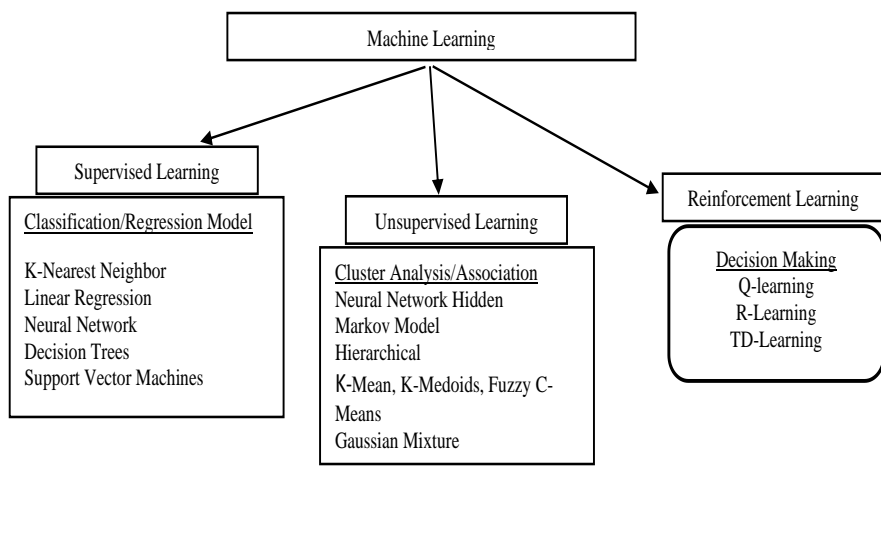 Machine Learning
Supervised Learning
Classification/Regression Model
K-Nearest Neighbor
Linear Regression
Neural Network
Decision Trees
Support Vector Machines
Unsupervised Learning
Cluster Analysis/Association
Neural Network Hidden
Markov Model
Hierarchical
K-Mean, K-Medoids, Fuzzy C-
Means
Gaussian Mixture
Reinforcement Learning
Decision Making
Q-learning
R-Learning
TD-Learning